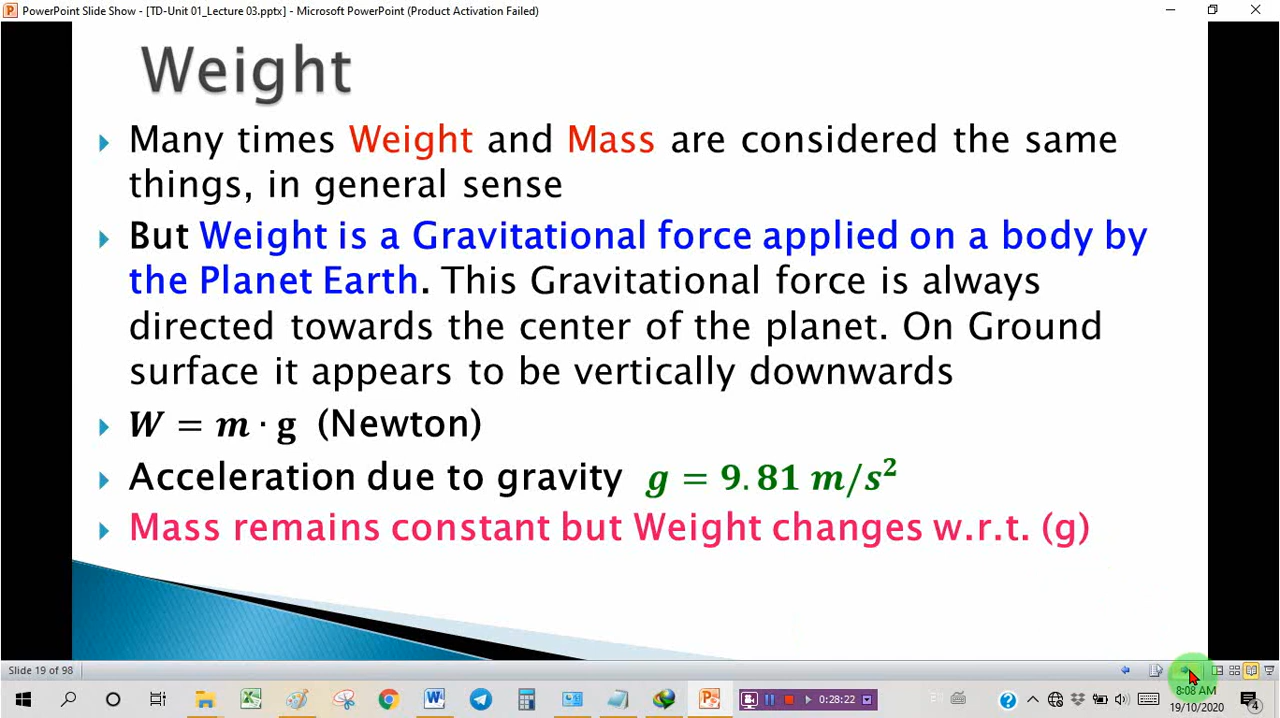 PowerPoint Slide Show - [TD-Unit 01_Lecture 03.pptx] - Microsoft PowerPoint (Product Activation Failed)
Weight
Many times Weight and Mass are considered the same
things, in general sense
But Weight is a Gravitational force applied on a body by
the Planet Earth. This Gravitational force is always
directed towards the center of the planet. On Ground
surface it appears to be vertically downwards
W = m · g (Newton)
Acceleration due to gravity g = 9.81 m/s²
Mass remains constant but Weight changes w.r.t. (g)
Slide 19 of 98
0:28:22
8:08 AM
19/10/2020
4